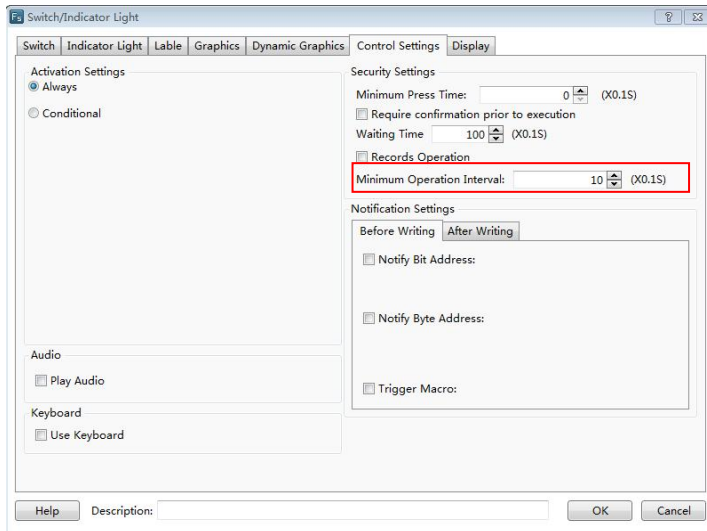 Fs Switch/Indicator Light
? 
Switch Indicator Light Lable Graphics Dynamic Graphics Control Settings Display
Activation Settings
Always
Conditional
Security Settings
Minimum Press Time: 0 (X0.1S)
Require confirmation prior to execution
Waiting Time 100 (X0.1S)
Records Operation
Minimum Operation Interval: 10 (X0.1S)
Notification Settings
Before Writing After Writing
Notify Bit Address:
Notify Byte Address:
Trigger Macro:
Audio
Play Audio
Keyboard
Use Keyboard
Help Description: OK Cancel